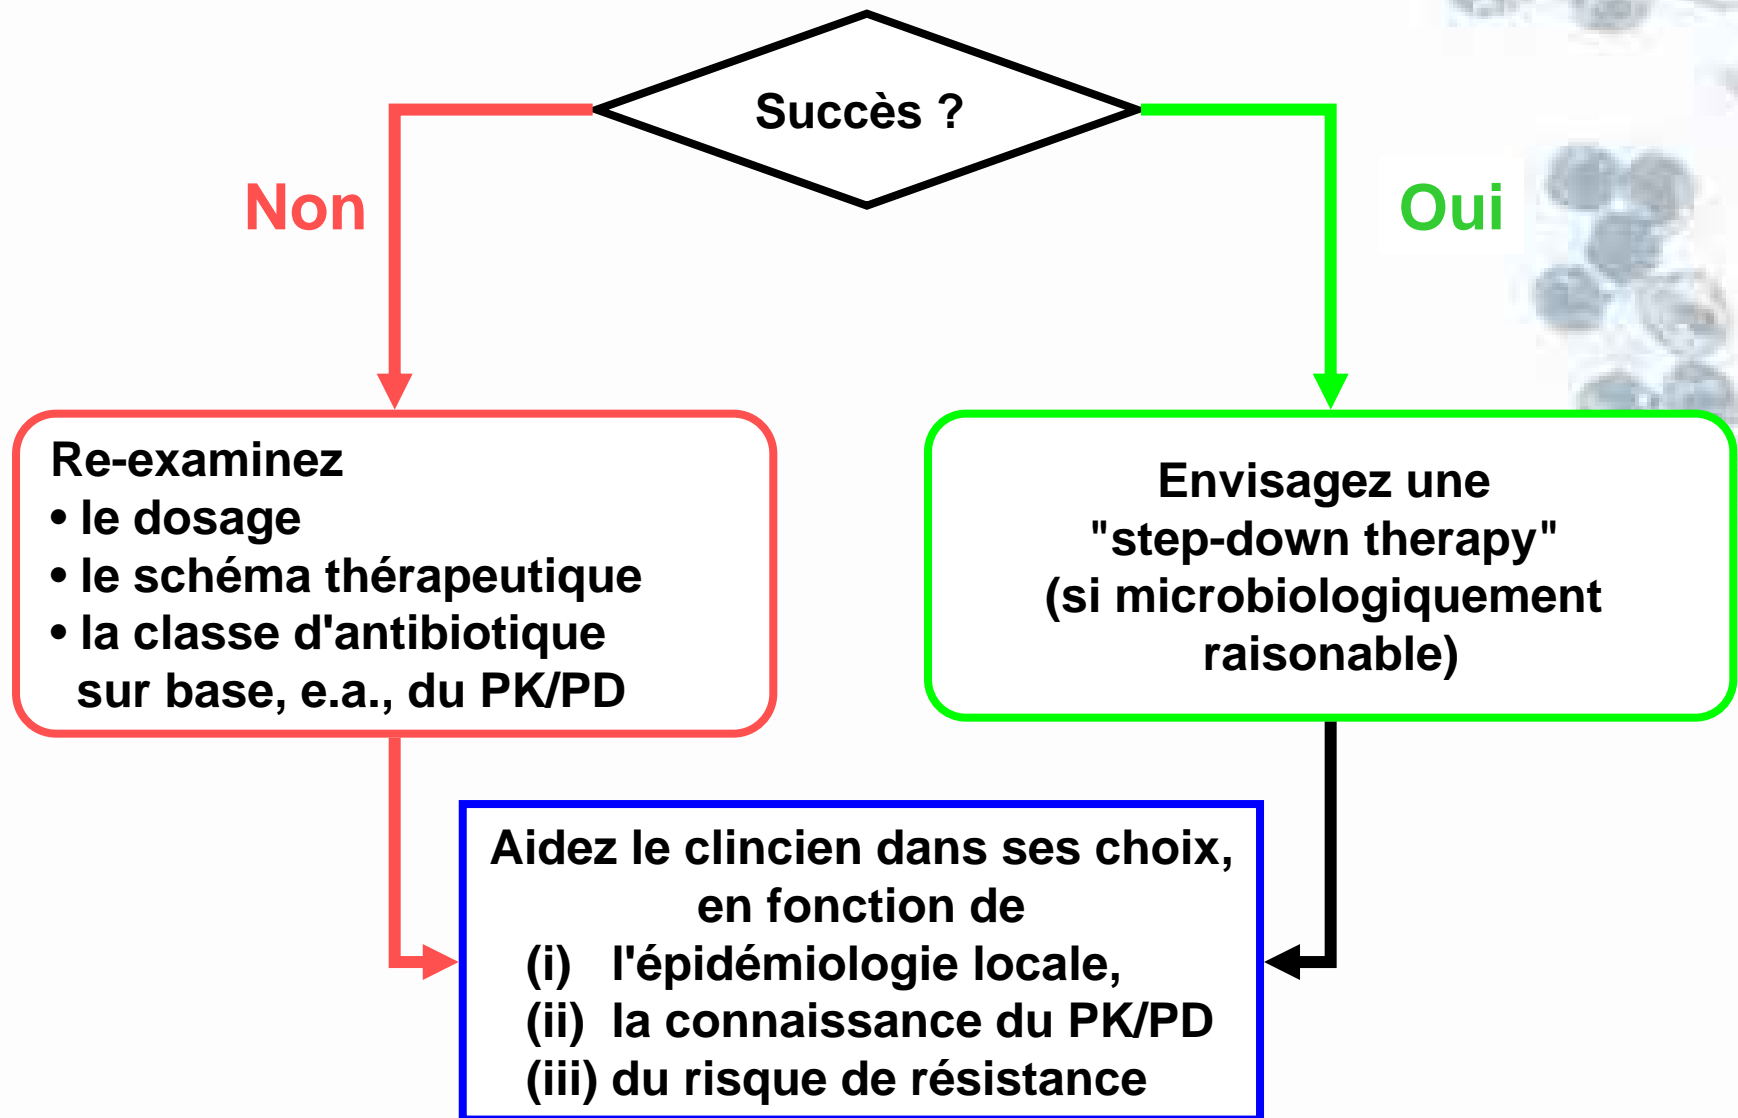 Succès ?
Non
Oui
Re-examinez
• le dosage
• le schéma thérapeutique
• la classe d'antibiotique
sur base, e.a., du PK/PD
Envisagez une
"step-down therapy"
(si microbiologiquement
raisonable)
Aidez le clincien dans ses choix,
en fonction de
(i) l'épidémiologie locale,
(ii) la connaissance du PK/PD
(iii) du risque de résistance